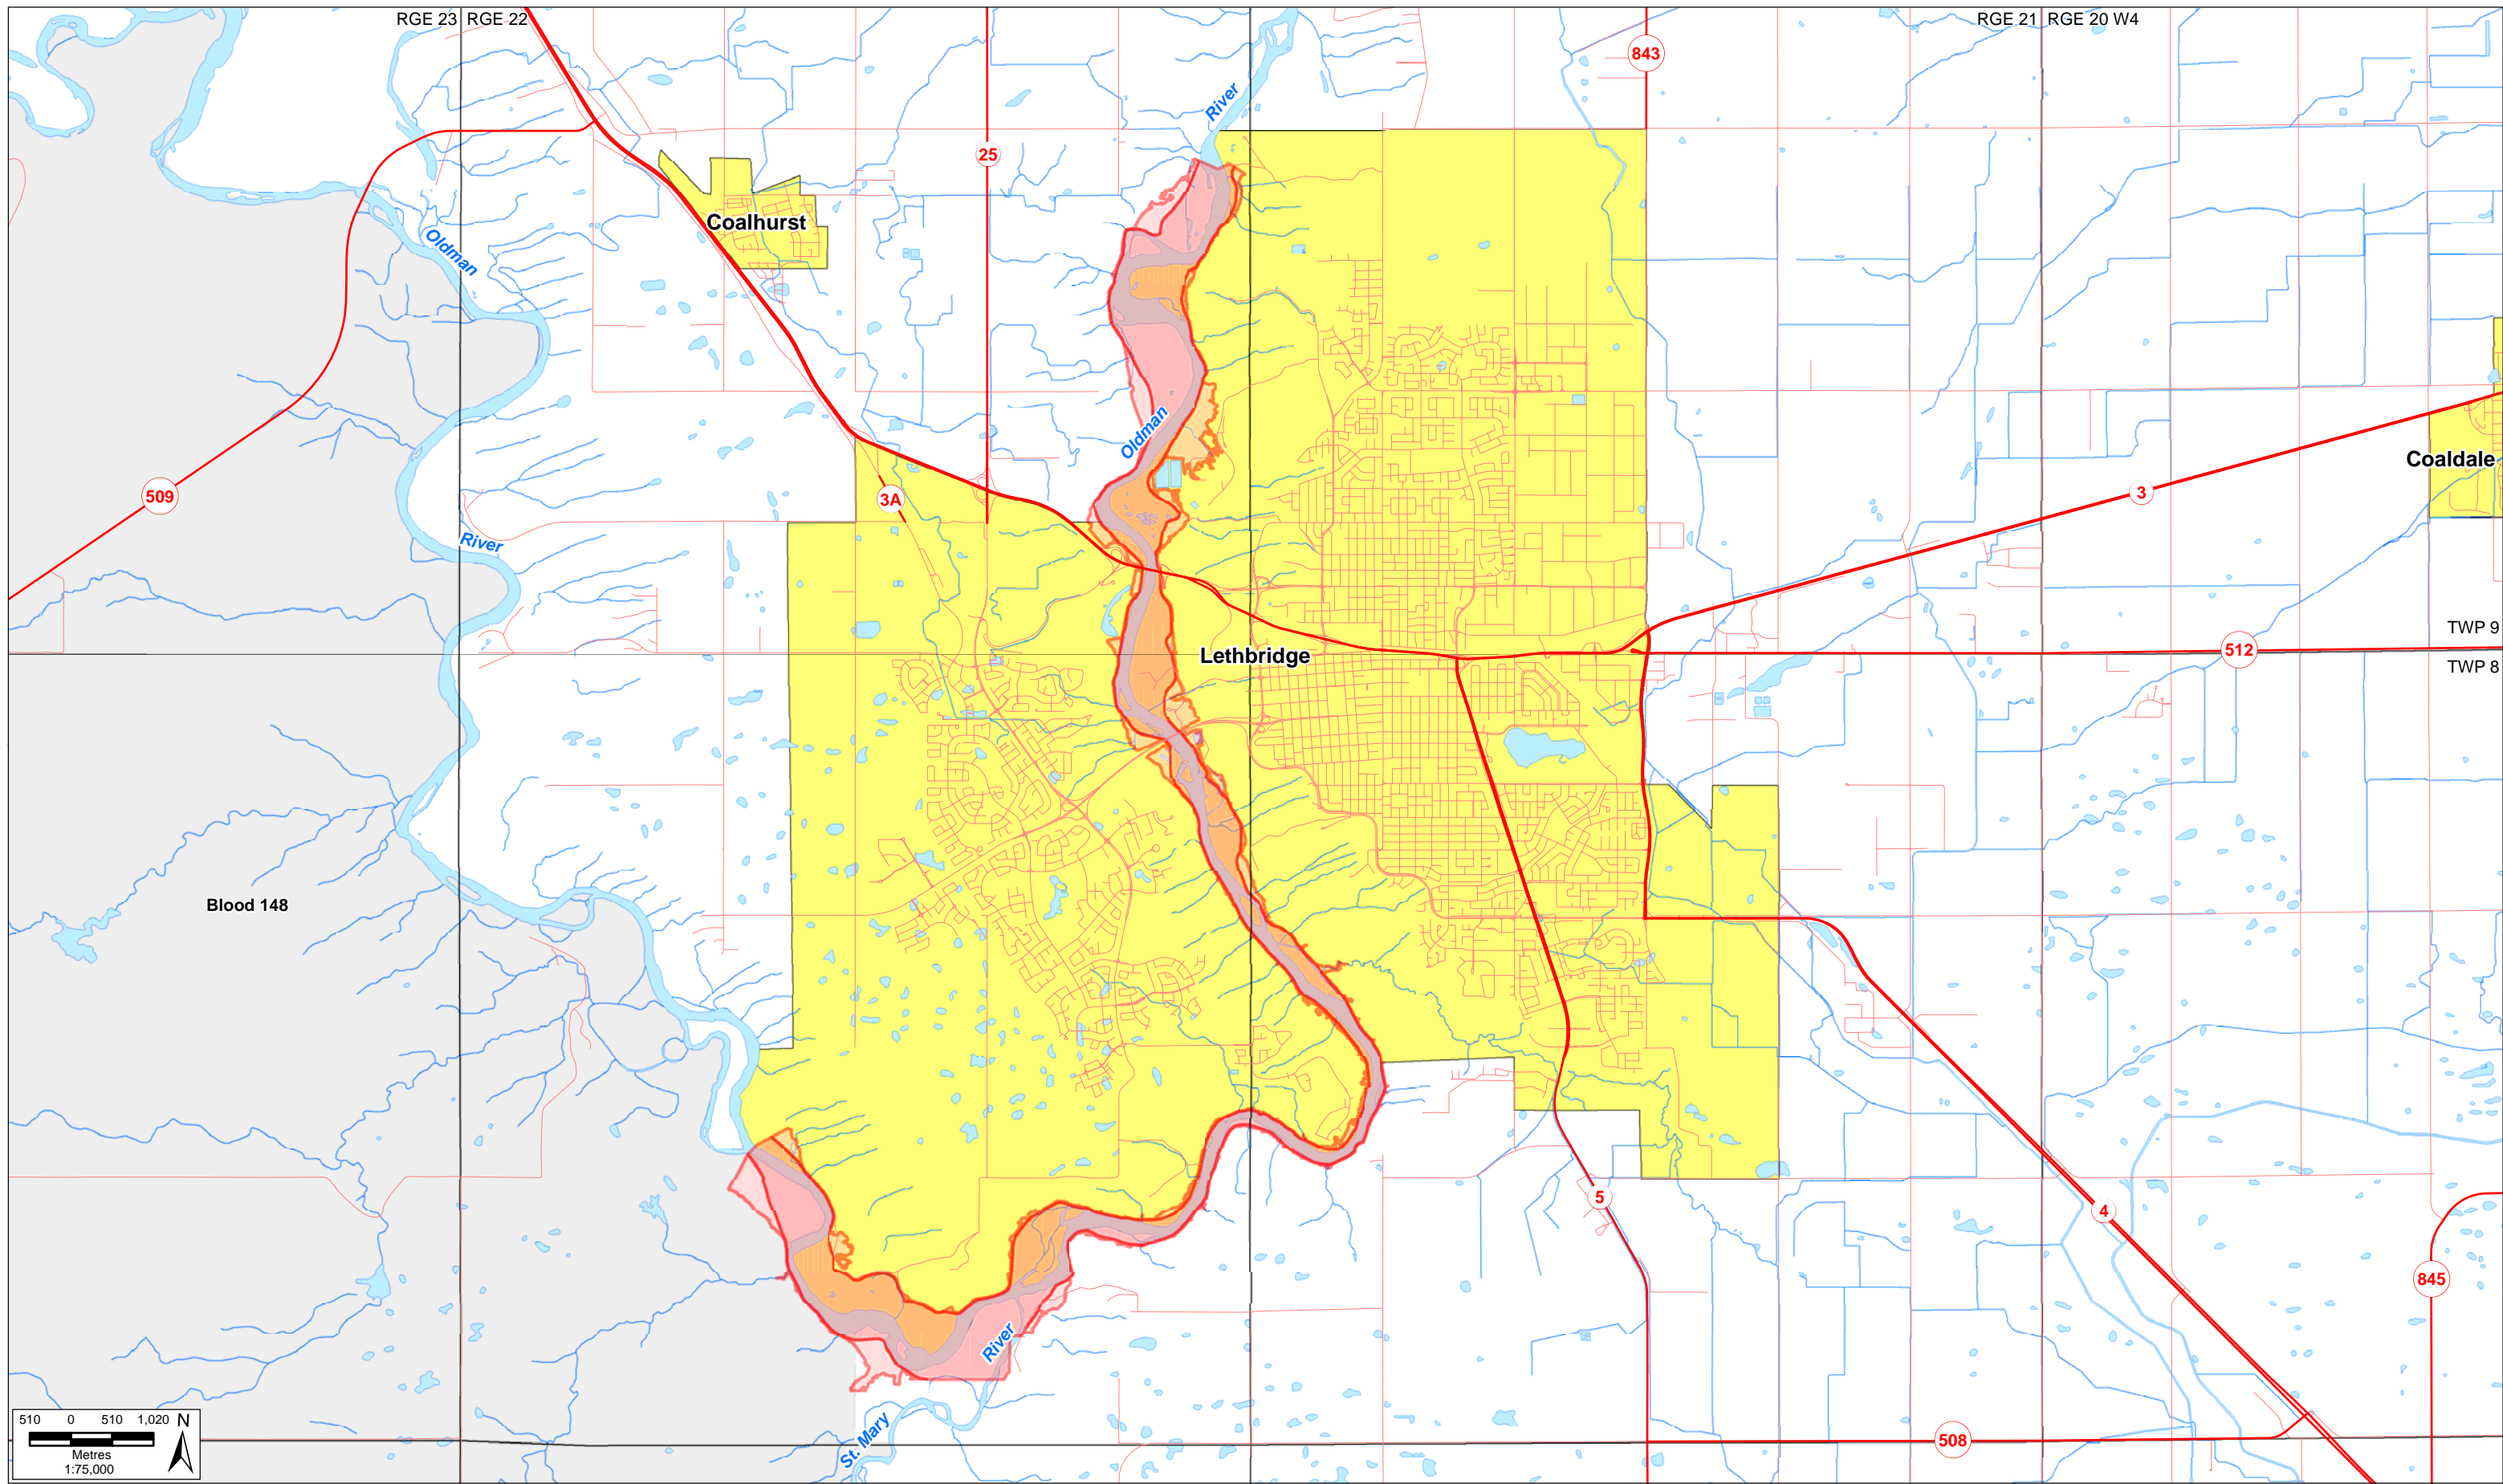 RGE 23 RGE 22
RGE 21 RGE 20 W4
843
River
25
Coalhurst
Oldman
Oldman
Coaldale
509
3A
3
River
TWP 9
Lethbridge
512
TWP 8
Blood 148
5
4
845
River
510 0 510 1,020 N
Metres
1:75,000
St. Mary
508